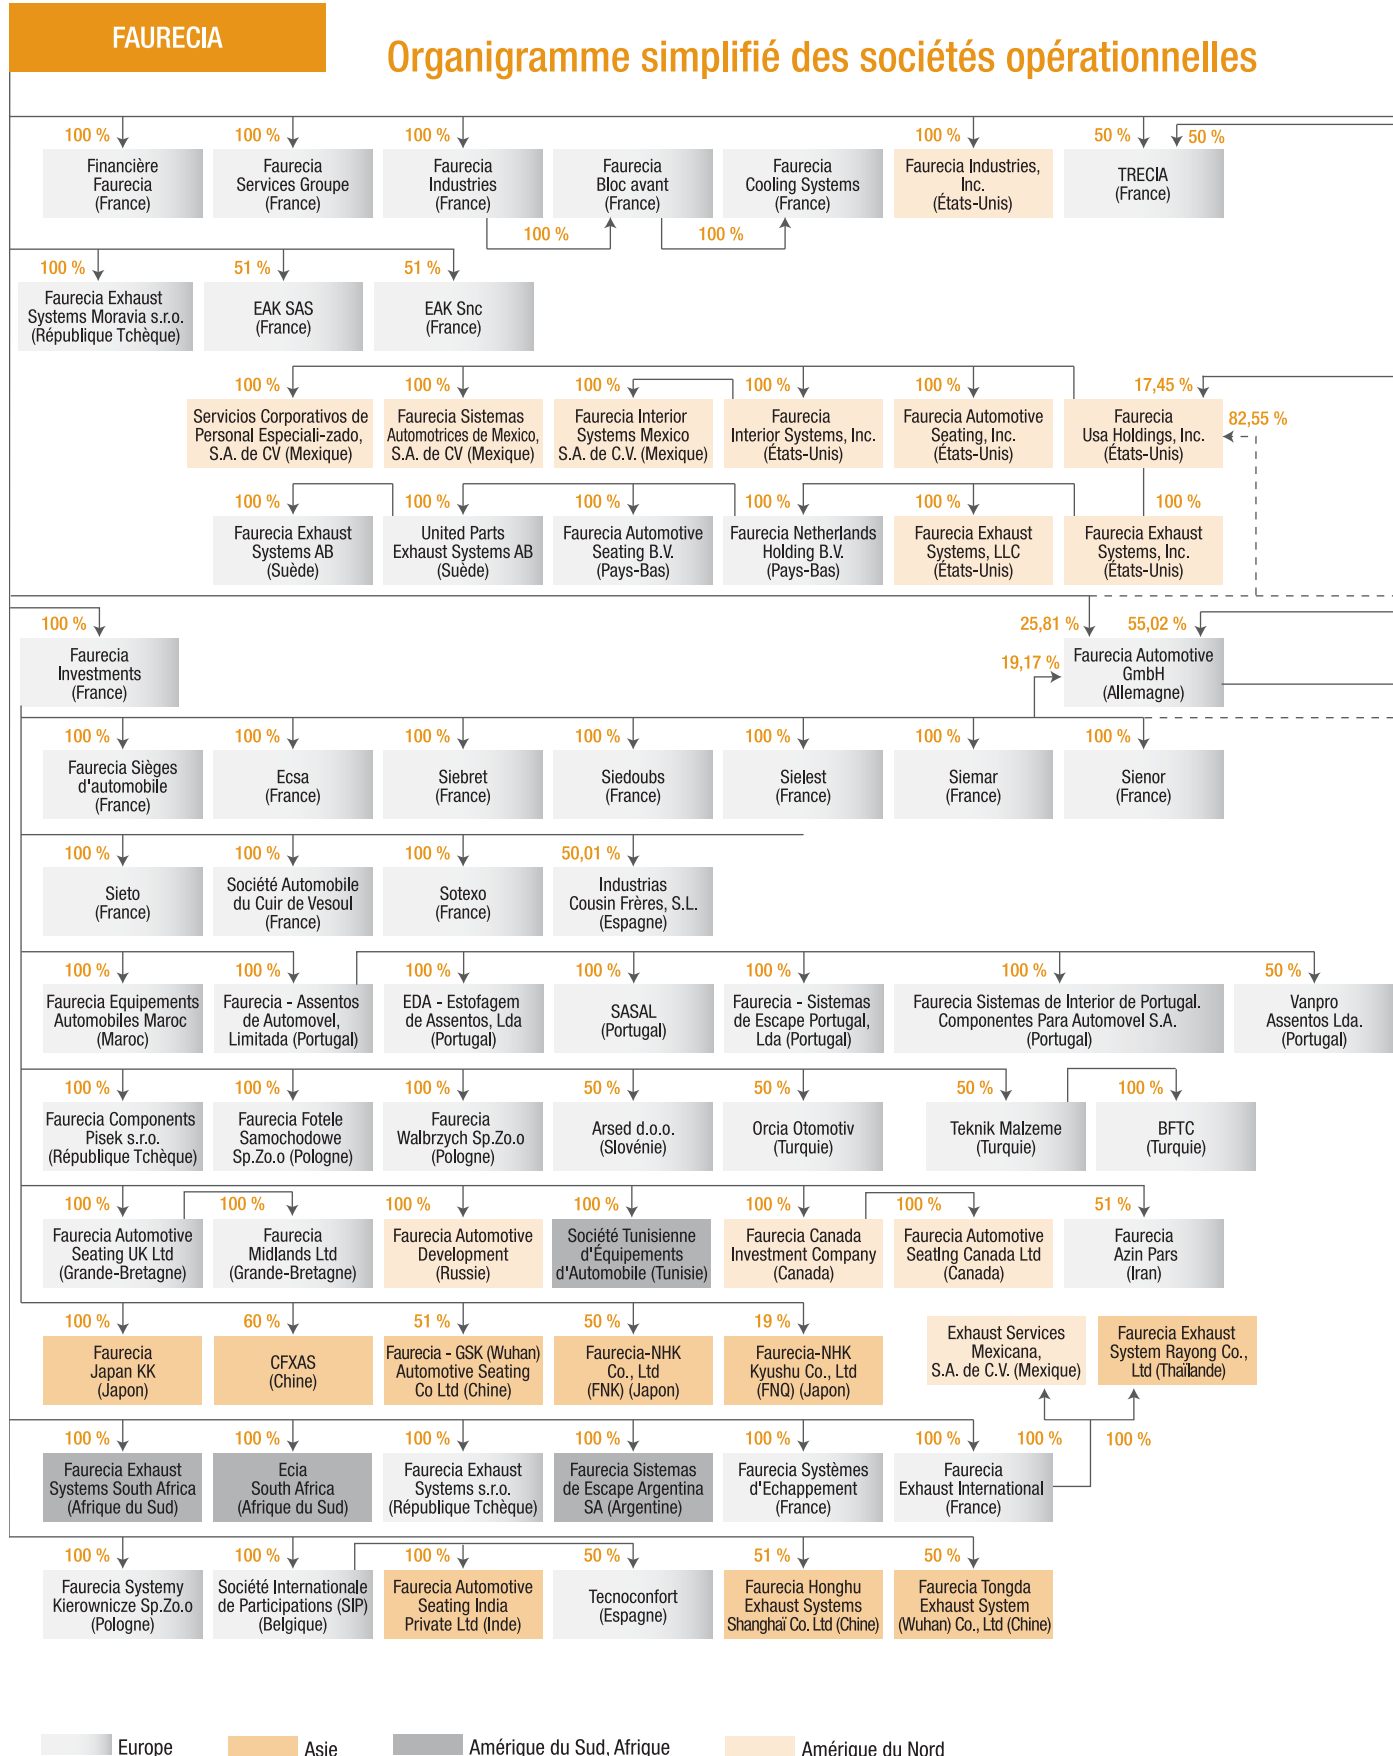 FAURECIA
Organigramme simplifié des sociétés opérationnelles
100 %
100 %
100 %
100 %
50 %
50 %
Financière
Faurecia
(France)
Faurecia
Services Groupe
(France)
Faurecia
Industries
(France)
Faurecia
Bloc avant
(France)
Faurecia
Cooling Systems
(France)
Faurecia Industries,
Inc.
(États-Unis)
TRECIA
(France)
100 %
100 %
100 %
51 %
51 %
Faurecia Exhaust
Systems Moravia s.r.o.
(République Tchèque)
EAK SAS
(France)
EAK Snc
(France)
100 %
100 %
100 %
100 %
100 %
17,45 %
82,55 %
Servicios Corporativos de
Personal Especiali-zado,
S.A. de CV (Mexique)
Faurecia Sistemas
Automotrices de Mexico,
S.A. de CV (Mexique)
Faurecia Interior
Systems Mexico
S.A. de C.V. (Mexique)
Faurecia
Interior Systems, Inc.
(États-Unis)
Faurecia Automotive
Seating, Inc.
(États-Unis)
Faurecia
Usa Holdings, Inc.
(États-Unis)
100 %
100 %
100 %
100 %
100 %
100 %
Faurecia Exhaust
Systems AB
(Suède)
United Parts
Exhaust Systems AB
(Suède)
Faurecia Automotive
Seating B.V.
(Pays-Bas)
Faurecia Netherlands
Holding B.V.
(Pays-Bas)
Faurecia Exhaust
Systems, LLC
(États-Unis)
Faurecia Exhaust
Systems, Inc.
(États-Unis)
100 %
25,81 %
55,02 %
19,17 %
Faurecia
Investments
(France)
Faurecia Automotive
GmbH
(Allemagne)
100 %
100 %
100 %
100 %
100 %
100 %
100 %
Faurecia Sièges
d'automobile
(France)
Ecsa
(France)
Siebret
(France)
Siedoubs
(France)
Sielest
(France)
Siemar
(France)
Sienor
(France)
100 %
100 %
100 %
50,01 %
Sieto
(France)
Société Automobile
du Cuir de Vesoul
(France)
Sotexo
(France)
Industrias
Cousin Frères, S.L.
(Espagne)
100 %
100 %
100 %
100 %
100 %
100 %
50 %
Faurecia Equipements
Automobiles Maroc
(Maroc)
Faurecia - Assentos
de Automovel,
Limitada (Portugal)
EDA - Estofagem
de Assentos, Lda
(Portugal)
SASAL
(Portugal)
Faurecia - Sistemas
de Escape Portugal,
Lda (Portugal)
Faurecia Sistemas de Interior de Portugal.
Componentes Para Automovel S.A.
(Portugal)
Vanpro
Assentos Lda.
(Portugal)
100 %
100 %
100 %
50 %
50 %
50 %
100 %
Faurecia Components
Pisek s.r.o.
(République Tchèque)
Faurecia Fotele
Samochodowe
Sp.Zo.o (Pologne)
Faurecia
Walbrzych Sp.Zo.o
(Pologne)
Arsed d.o.o.
(Slovénie)
Orcia Otomotiv
(Turquie)
Teknik Malzeme
(Turquie)
BFTC
(Turquie)
100 %
100 %
100 %
100 %
100 %
100 %
51 %
Faurecia Automotive
Seating UK Ltd
(Grande-Bretagne)
Faurecia
Midlands Ltd
(Grande-Bretagne)
Faurecia Automotive
Development
(Russie)
Société Tunisienne
d'Équipements
d'Automobile (Tunisie)
Faurecia Canada
Investment Company
(Canada)
Faurecia Automotive
Seating Canada Ltd
(Canada)
Faurecia
Azin Pars
(Iran)
100 %
60 %
51 %
50 %
19 %
Faurecia
Japan KK
(Japon)
CFXAS
(Chine)
Faurecia - GSK (Wuhan)
Automotive Seating
Co Ltd (Chine)
Faurecia-NHK
Co., Ltd
(FNK) (Japon)
Faurecia-NHK
Kyushu Co., Ltd
(FNQ) (Japon)
Exhaust Services
Mexicana,
S.A. de C.V. (Mexique)
Faurecia Exhaust
System Rayong Co.,
Ltd (Thaïlande)
100 %
100 %
100 %
100 %
100 %
100 %
100 %
100 %
Faurecia Exhaust
Systems South Africa
(Afrique du Sud)
Ecia
South Africa
(Afrique du Sud)
Faurecia Exhaust
Systems s.r.o.
(République Tchèque)
Faurecia Sistemas
de Escape Argentina
SA (Argentine)
Faurecia Systèmes
d'Echappement
(France)
Faurecia
Exhaust International
(France)
100 %
100 %
100 %
50 %
51 %
50 %
Faurecia Systemy
Kierownicze Sp.Zo.o
(Pologne)
Société Internationale
de Participations (SIP)
(Belgique)
Faurecia Automotive
Seating India
Private Ltd (Inde)
Tecnoconfort
(Espagne)
Faurecia Honghu
Exhaust Systems
Shanghaï Co. Ltd (Chine)
Faurecia Tongda
Exhaust System
(Wuhan) Co., Ltd (Chine)
Europe
Asie
Amérique du Sud, Afrique
Amérique du Nord